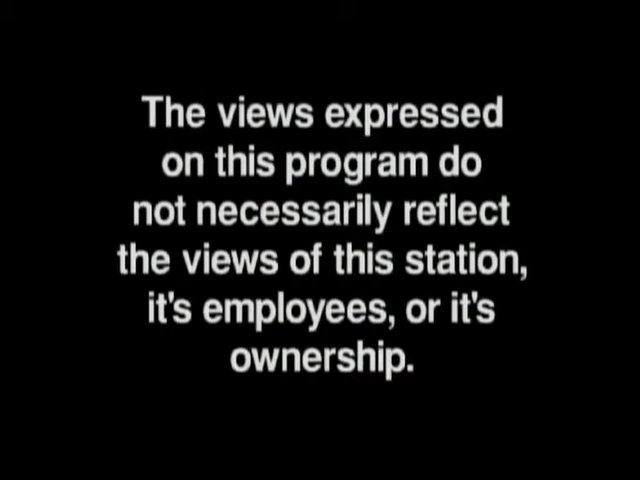 The views expressed
on this program do
not necessarily reflect
the views of this station,
it's employees, or it's
ownership.